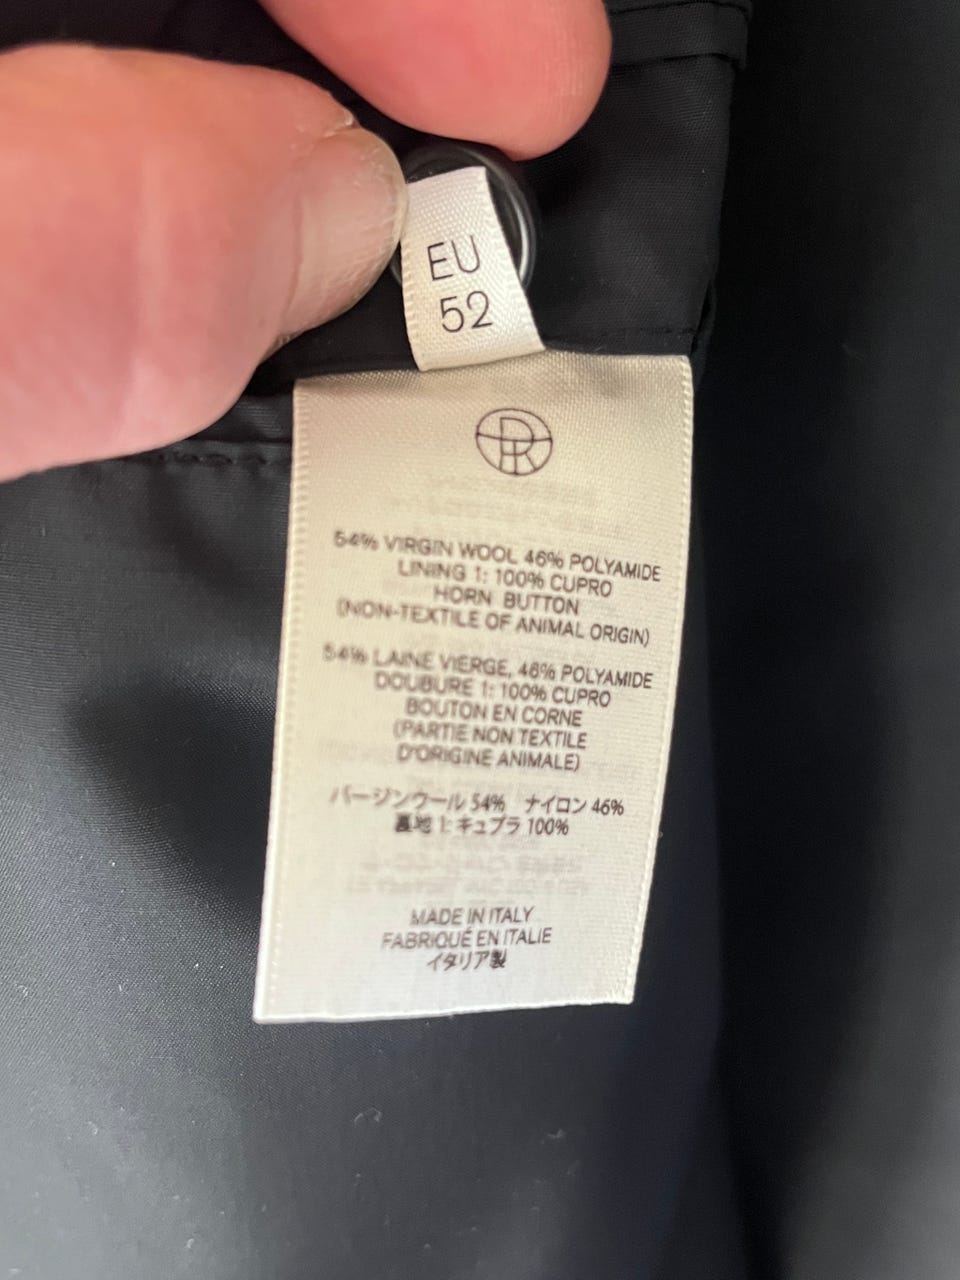 EU
52
54% VIRGIN WOOL 46% POLYAMIDE
LINING 1: 100% CUPRO
HORN BUTTON
(NON-TEXTILE OF ANIMAL ORIGIN)
54% LAINE VIERGE, 46% POLYAMIDE
DOUBURE 1: 100% CUPRO
BOUTON EN CORNE
(PARTIE NON TEXTILE
D'ORIGINE ANIMALE)
バージンウール 54% ナイロン 46%
裏地 1: キュプラ 100%
MADE IN ITALY
FABRIQUÉ EN ITALIE
イタリア製